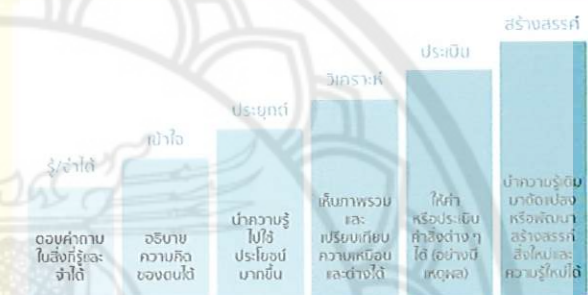 รู้/จำได้
ตอบคำถาม
ในสิ่งที่รู้และ
จำได้
เข้าใจ
อธิบาย
ความคิด
ของตนได้
ประยุกต์
นำความรู้
ไปใช้
ประโยชน์
มากขึ้น
วิเคราะห์
เห็นภาพรวม
และ
เปรียบเทียบ
ความเหมือน
และต่างได้
ประเมิน
ให้ค่า
หรือประเมิน
ค่าสิ่งต่าง ๆ
ได้ (อย่างมี
เหตุผล)
สร้างสรรค์
นำความรู้เดิม
มาดัดแปลง
หรือพัฒนา
สร้างสรรค์
สิ่งใหม่และ
ความรู้ใหม่ได้